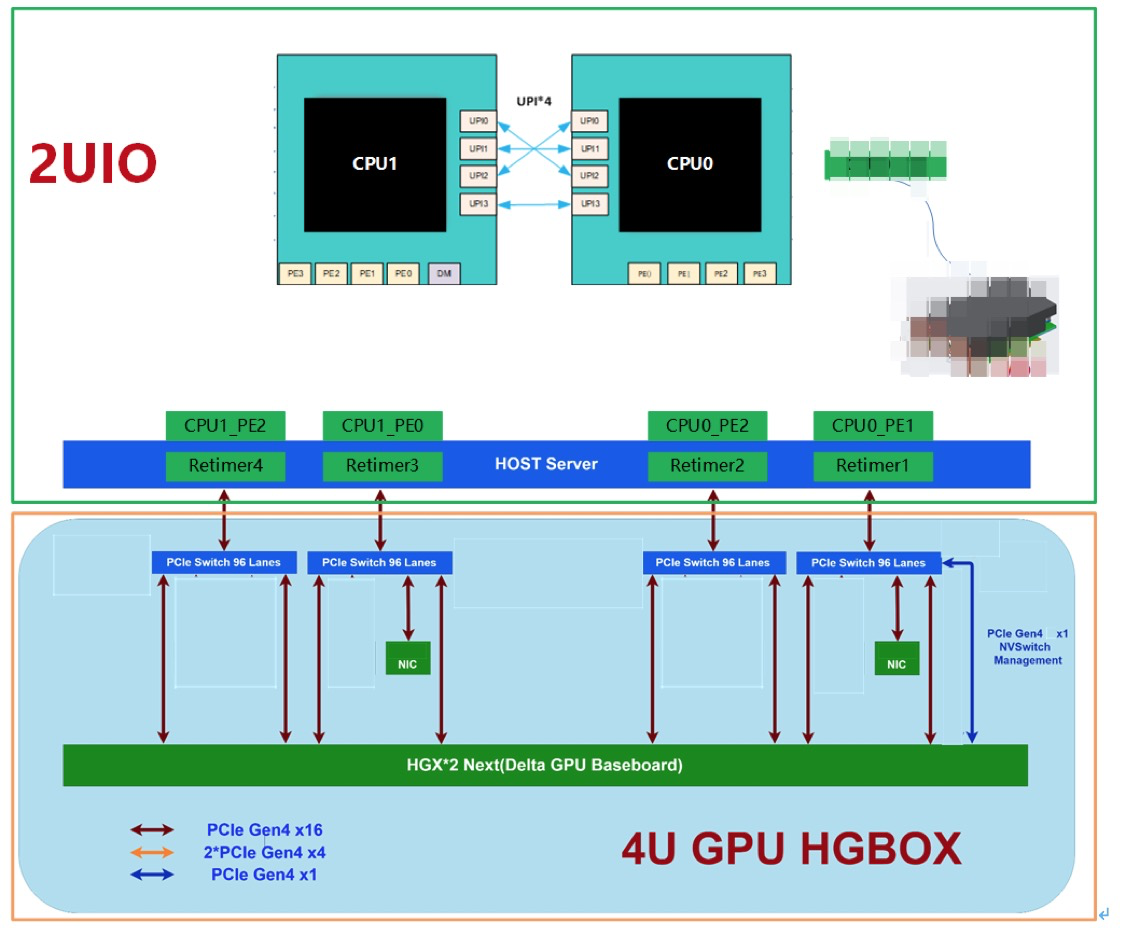 2UIO
UPI*4
CPU1
UPI0
UPI1
UPI2
UPI3
PE3 PE2 PE1 PE0 DMI
CPU0
UPI0
UPI1
UPI2
UPI3
PE2 PE3
CPU1_PE2 CPU1_PE0 CPU0_PE2 CPU0_PE1
Retimer4 Retimer3 HOST Server Retimer2 Retimer1
PCIe Switch 96 Lanes PCIe Switch 96 Lanes PCIe Switch 96 Lanes PCIe Switch 96 Lanes
NIC NIC
PCIe Gen4 x1
NVSwitch
Management
HGX*2 Next(Delta GPU Baseboard)
PCIe Gen4 x16
2*PCIe Gen4 x4
PCIe Gen4 x1
4U GPU HGBOX